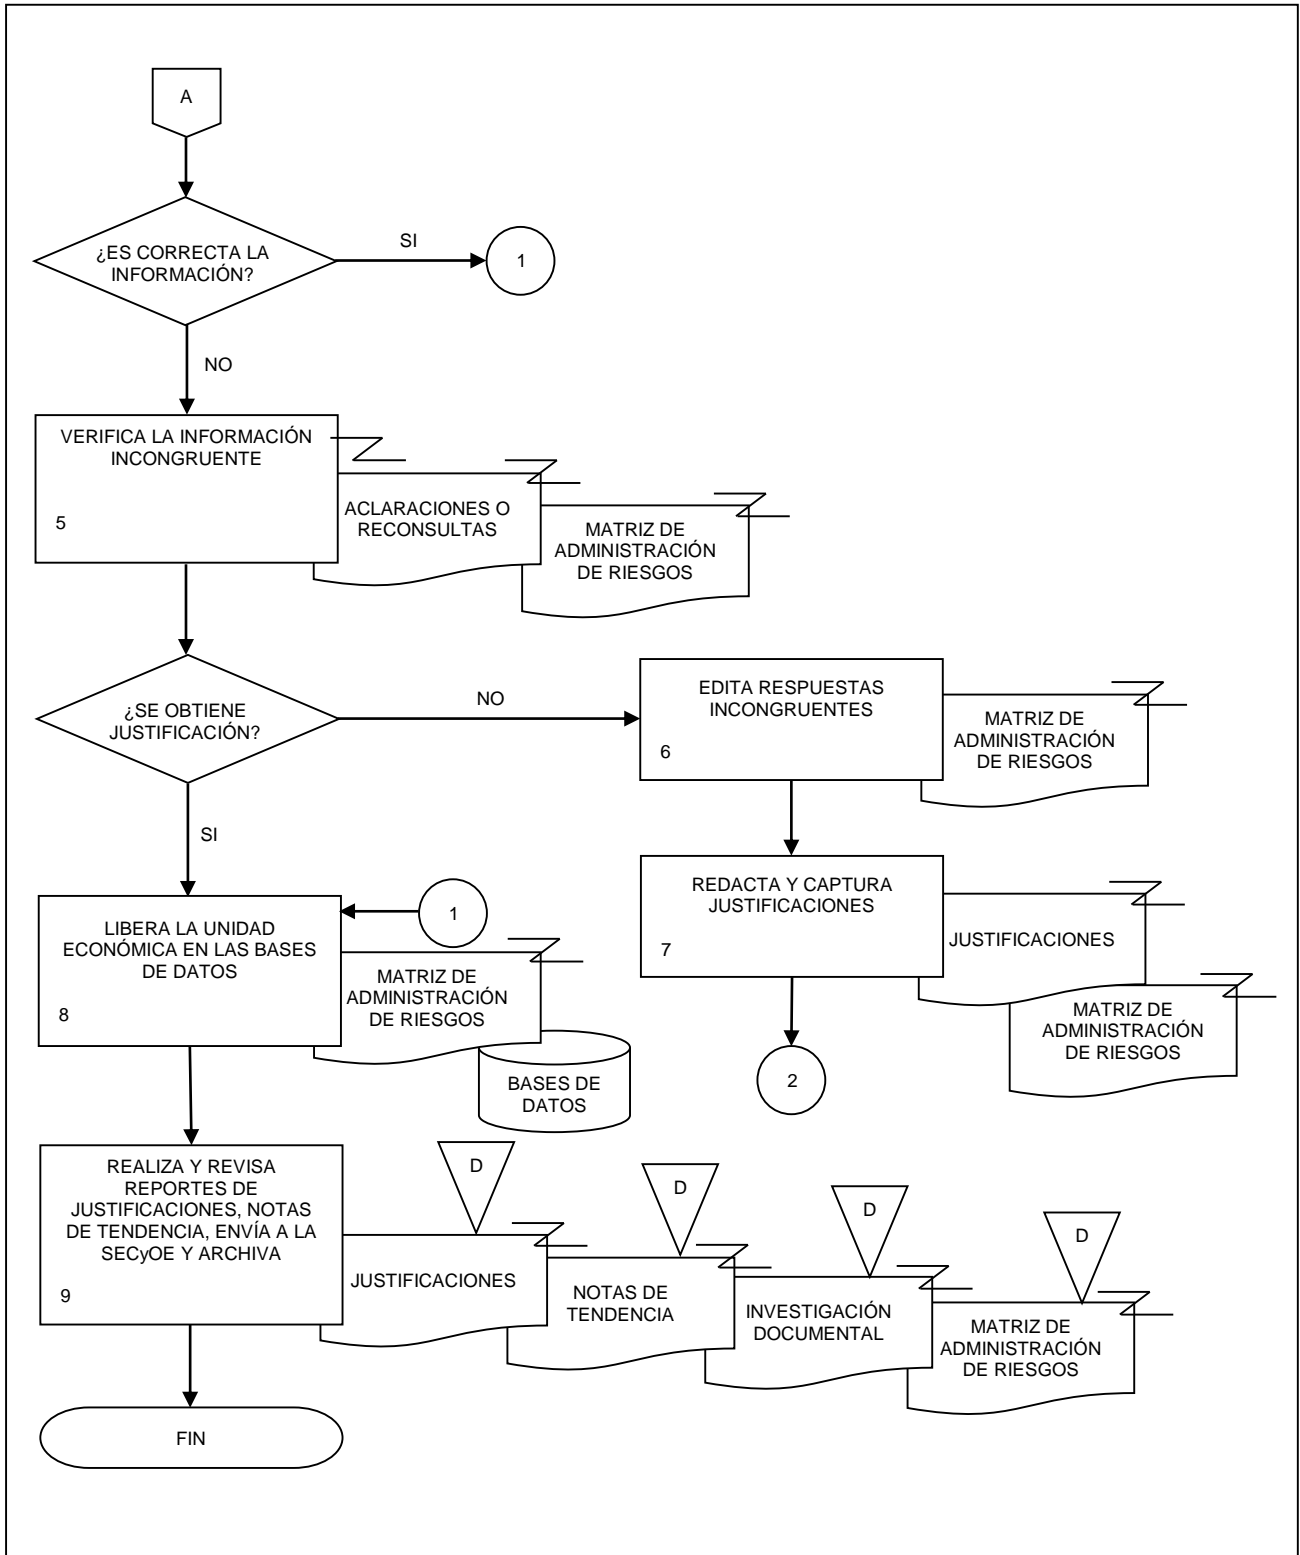 A
¿ES CORRECTA LA
INFORMACIÓN?
SI
1
NO
VERIFICA LA INFORMACIÓN
INCONGRUENTE
5
ACLARACIONES O
RECONSULTAS
MATRIZ DE
ADMINISTRACIÓN
DE RIESGOS
¿SE OBTIENE
JUSTIFICACIÓN?
NO
EDITA RESPUESTAS
INCONGRUENTES
6
MATRIZ DE
ADMINISTRACIÓN
DE RIESGOS
SI
REDACTA Y CAPTURA
JUSTIFICACIONES
7
JUSTIFICACIONES
MATRIZ DE
ADMINISTRACIÓN
DE RIESGOS
2
1
LIBERA LA UNIDAD
ECONÓMICA EN LAS BASES
DE DATOS
8
MATRIZ DE
ADMINISTRACIÓN
DE RIESGOS
BASES DE
DATOS
REALIZA Y REVISA
REPORTES DE
JUSTIFICACIONES, NOTAS
DE TENDENCIA, ENVÍA A LA
SECyOE Y ARCHIVA
9
D
JUSTIFICACIONES
D
NOTAS DE
TENDENCIA
D
INVESTIGACIÓN
DOCUMENTAL
D
MATRIZ DE
ADMINISTRACIÓN
DE RIESGOS
FIN